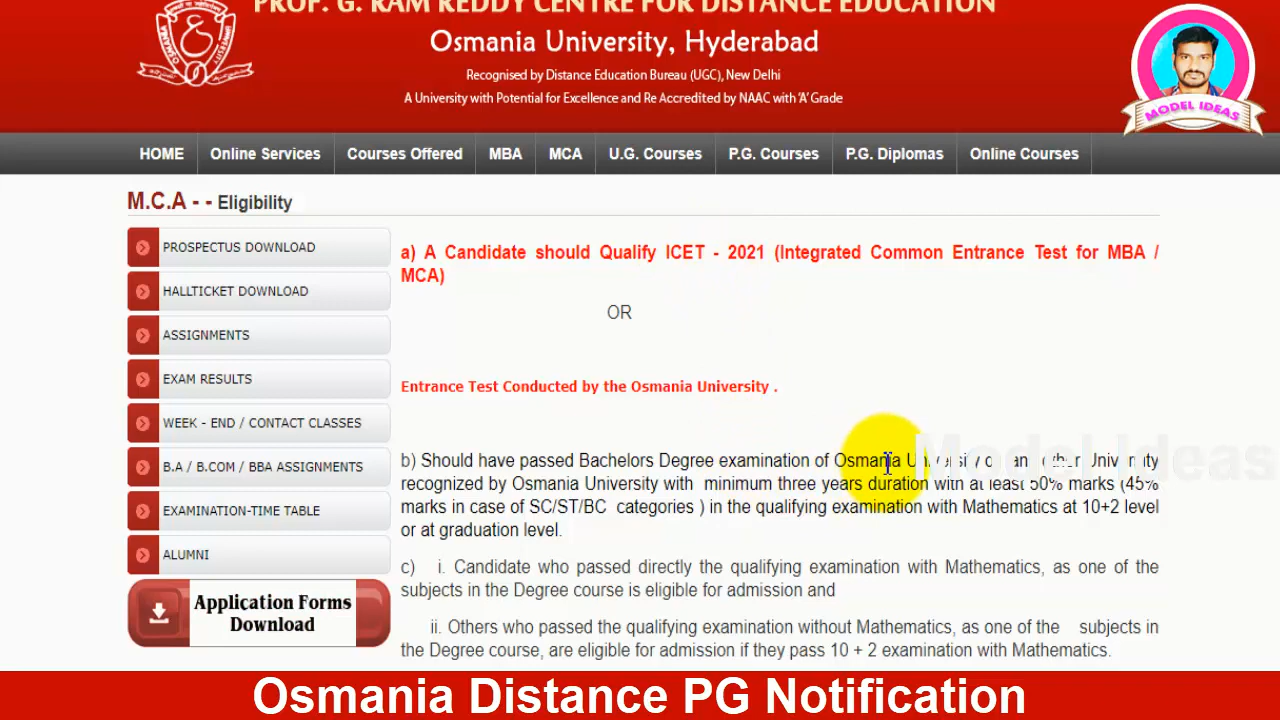 PROF. G. RAM REDDY CENTRE FOR DISTANCE EDUCATION
Osmania University, Hyderabad
Recognised by Distance Education Bureau (UGC), New Delhi
A University with Potential for Excellence and Re Accredited by NAAC with 'A' Grade
MODEL IDEAS
HOME Online Services Courses Offered MBA MCA U.G. Courses P.G. Courses P.G. Diplomas Online Courses
M.C.A - - Eligibility
PROSPECTUS DOWNLOAD
HALLTICKET DOWNLOAD
ASSIGNMENTS
EXAM RESULTS
WEEK - END / CONTACT CLASSES
B.A / B.COM / BBA ASSIGNMENTS
EXAMINATION-TIME TABLE
ALUMNI
Application Forms
Download
a) A Candidate should Qualify ICET - 2021 (Integrated Common Entrance Test for MBA /
MCA)
OR
Entrance Test Conducted by the Osmania University .
b) Should have passed Bachelors Degree examination of Osmania University or any other University
recognized by Osmania University with minimum three years duration with at least 50% marks (45%
marks in case of SC/ST/BC categories ) in the qualifying examination with Mathematics at 10+2 level
or at graduation level.
c) i. Candidate who passed directly the qualifying examination with Mathematics, as one of the
subjects in the Degree course is eligible for admission and
ii. Others who passed the qualifying examination without Mathematics, as one of the subjects in
the Degree course, are eligible for admission if they pass 10 + 2 examination with Mathematics.
Model Ideas
Osmania Distance PG Notification